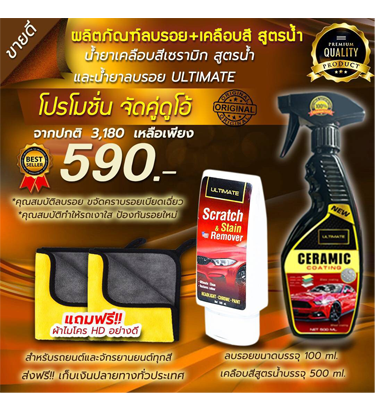 ขายดี
ผลิตภัณฑ์ลบรอย+เคลือบสี สูตรน้ำ
น้ำยาเคลือบสีเซรามิก สูตรน้ำ
และน้ำยาลบรอย ULTIMATE
PREMIUM QUALITY
PRODUCT
โปรโมชั่น จัดคู่ดูโอ้
ORIGINAL
จากปกติ 3,180 เหลือเพียง
BEST
SELLER
590.-
*คุณสมบัติลบรอย ขจัดคราบรอยเบียดเฉี่ยว
*คุณสมบัติทำให้รถเงาใส ป้องกันรอยใหม่
ULTIMATE
Scratch
& Stain
Remover
HEADLIGHT - CHROME - PAINT
100%
NEW
ULTIMATE
CERAMIC
COATING
NET 500 ML.
แถมฟรี!!
ผ้าไมโคร HD อย่างดี
สำหรับรถยนต์และจักรยานยนต์ทุกสี
ส่งฟรี!! เก็บเงินปลายทางทั่วประเทศ
ลบรอยขนาดบรรจุ 100 ml.
เคลือบสีสูตรน้ำบรรจุ 500 ml.